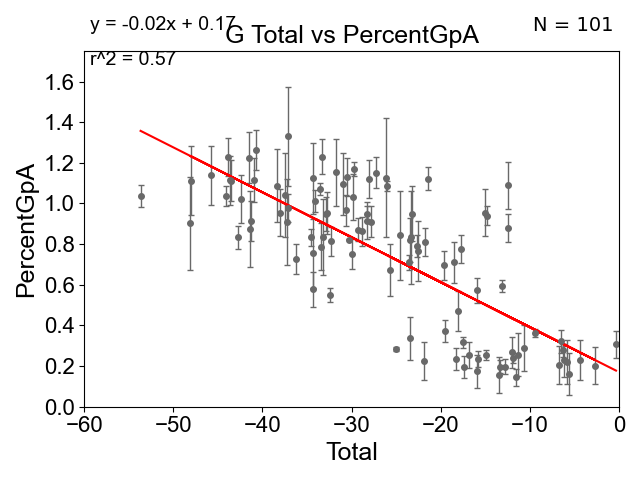 y = -0.02x + 0.17
G Total vs PercentGpA
N = 101
r^2 = 0.57
PercentGpA
1.6
1.4
1.2
1.0
0.8
0.6
0.4
0.2
0.0
−60 −50 −40 −30 −20 −10 0
Total